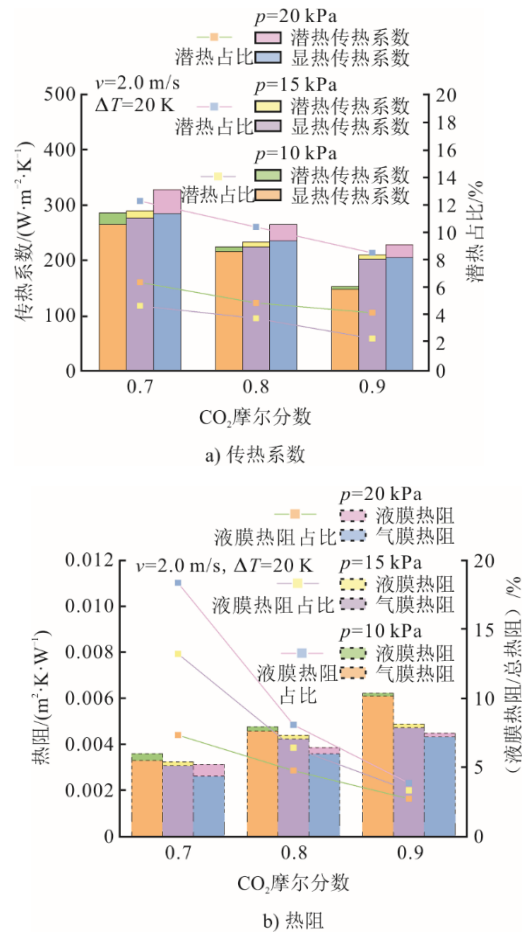 p=20 kPa
潜热传热系数
潜热占比 显热传热系数
v=2.0 m/s
ΔT=20 K
p=15 kPa
潜热传热系数
潜热占比 显热传热系数
p=10 kPa
潜热传热系数
潜热占比 显热传热系数
传热系数/(W·m⁻²·K⁻¹)
500
400
300
200
100
0
潜热占比/%
20
18
16
14
12
10
8
6
4
2
0
0.7 0.8 0.9
CO₂摩尔分数
a) 传热系数
p=20 kPa
液膜热阻
液膜热阻占比 气膜热阻
v=2.0 m/s, ΔT=20 K
p=15 kPa
液膜热阻
液膜热阻占比 气膜热阻
p=10 kPa
液膜热阻
液膜热阻 气膜热阻
占比
热阻/(m²·K·W⁻¹)
0.012
0.010
0.008
0.006
0.004
0.002
0
(液膜热阻/总热阻) /%
20
15
10
5
0
0.7 0.8 0.9
CO₂摩尔分数
b) 热阻